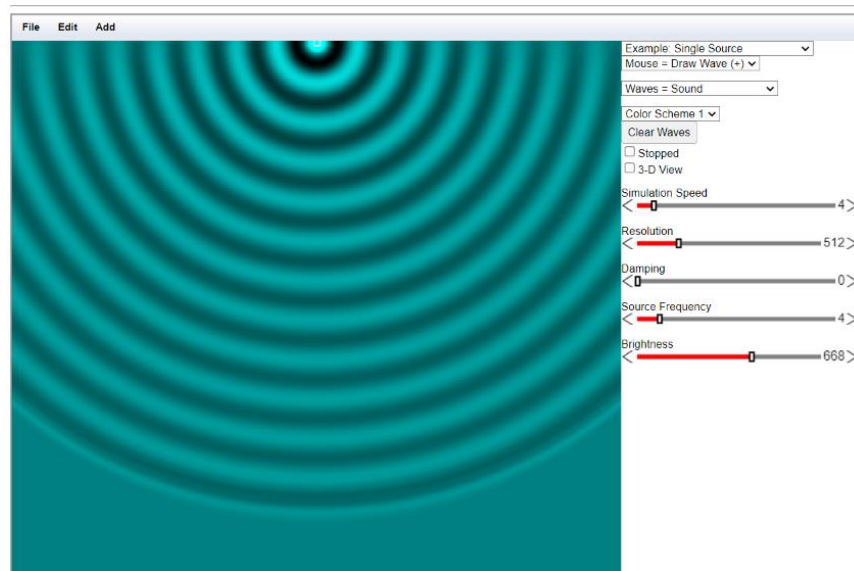 File Edit Add
Example: Single Source
Mouse = Draw Wave (+)
Waves = Sound
Color Scheme 1
Clear Waves
Stopped
3-D View
Simulation Speed
4
Resolution
512
Damping
0
Source Frequency
4
Brightness
668